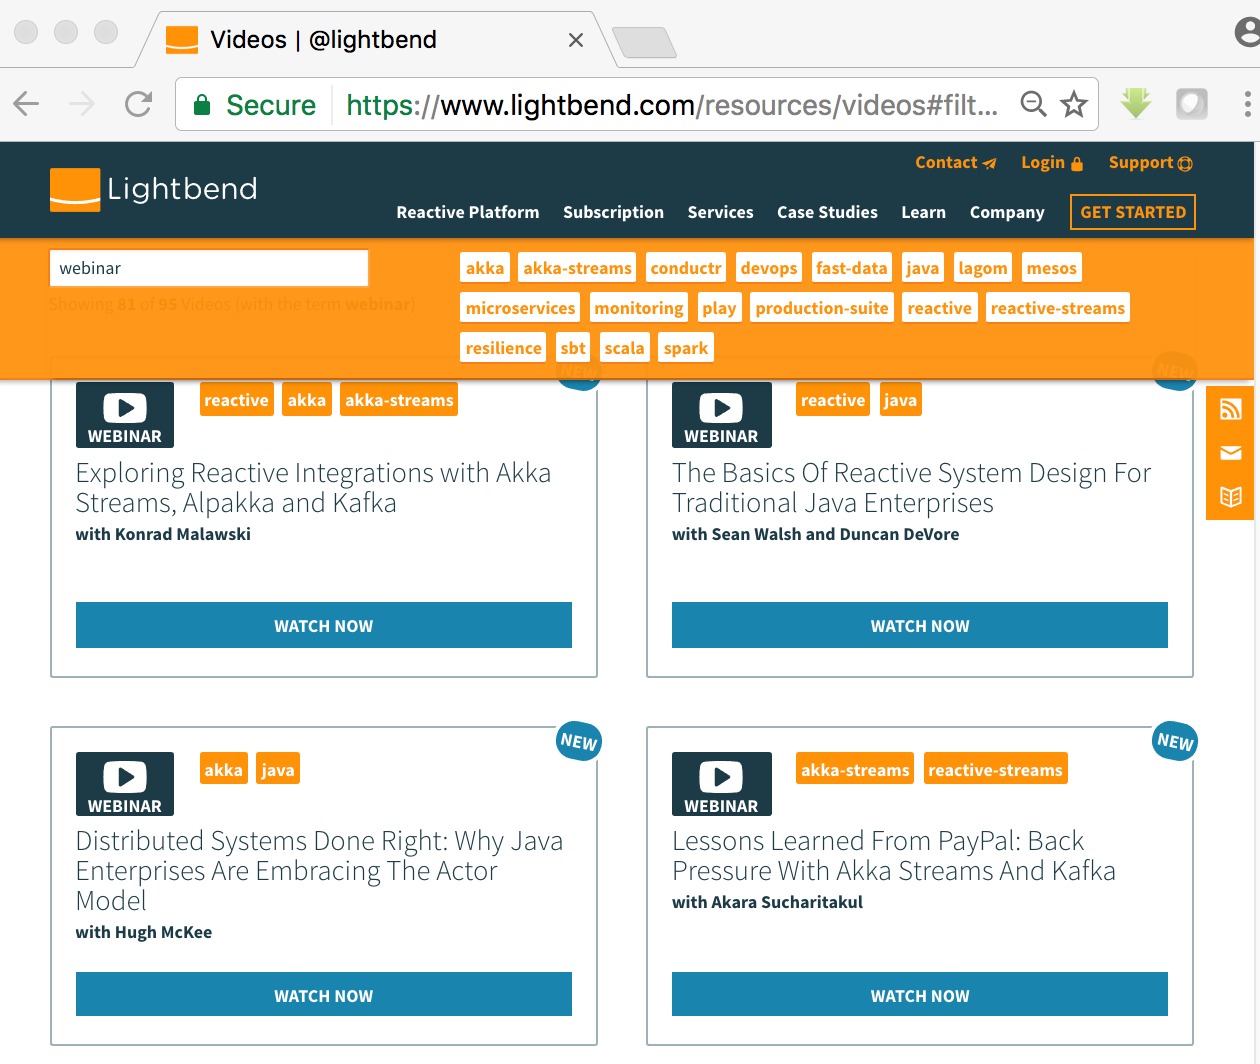 Videos | @lightbend
Secure https://www.lightbend.com/resources/videos#filt...
Contact Login Support
Lightbend
Reactive Platform Subscription Services Case Studies Learn Company GET STARTED
webinar
Showing 81 of 95 Videos (with the term webinar)
akka akka-streams conductr devops fast-data java lagom mesos
microservices monitoring play production-suite reactive reactive-streams
resilience sbt scala spark
NEW
NEW
WEBINAR
reactive akka akka-streams
Exploring Reactive Integrations with Akka
Streams, Alpakka and Kafka
with Konrad Malawski
WATCH NOW
WEBINAR
reactive java
The Basics Of Reactive System Design For
Traditional Java Enterprises
with Sean Walsh and Duncan DeVore
WATCH NOW
NEW
WEBINAR
akka java
Distributed Systems Done Right: Why Java
Enterprises Are Embracing The Actor
Model
with Hugh McKee
WATCH NOW
NEW
WEBINAR
akka-streams reactive-streams
Lessons Learned From PayPal: Back
Pressure With Akka Streams And Kafka
with Akara Sucharitakul
WATCH NOW